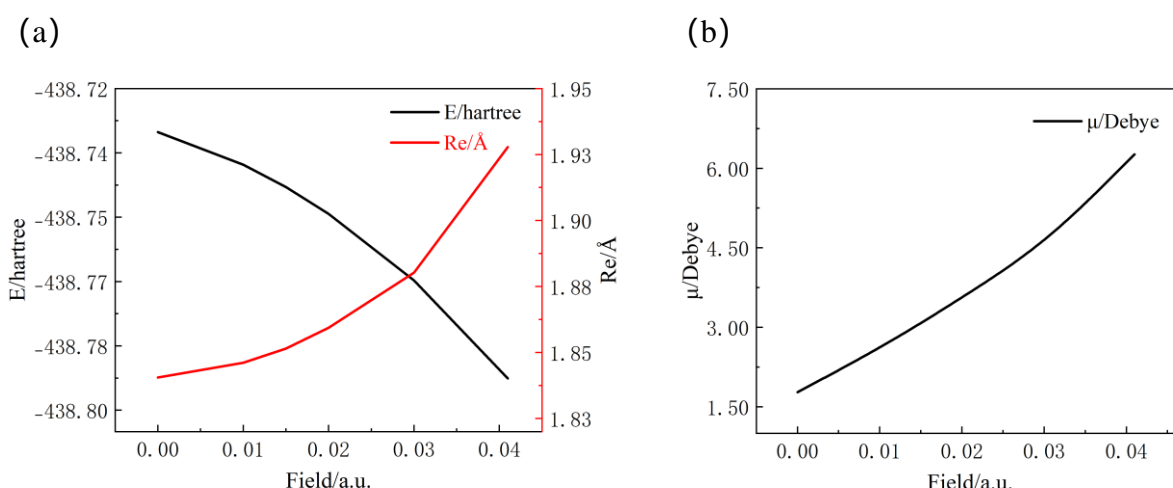 (a)
E/hartree
-438.72
-438.74
-438.75
-438.77
-438.78
-438.80
E/hartree
Re/Å
1.95
1.93
1.90
1.88
1.85
1.83
Re/Å
0.00 0.01 0.02 0.03 0.04
Field/a.u.
(b)
μ/Debye
7.50
6.00
4.50
3.00
1.50
μ/Debye
0.00 0.01 0.02 0.03 0.04
Field/a.u.